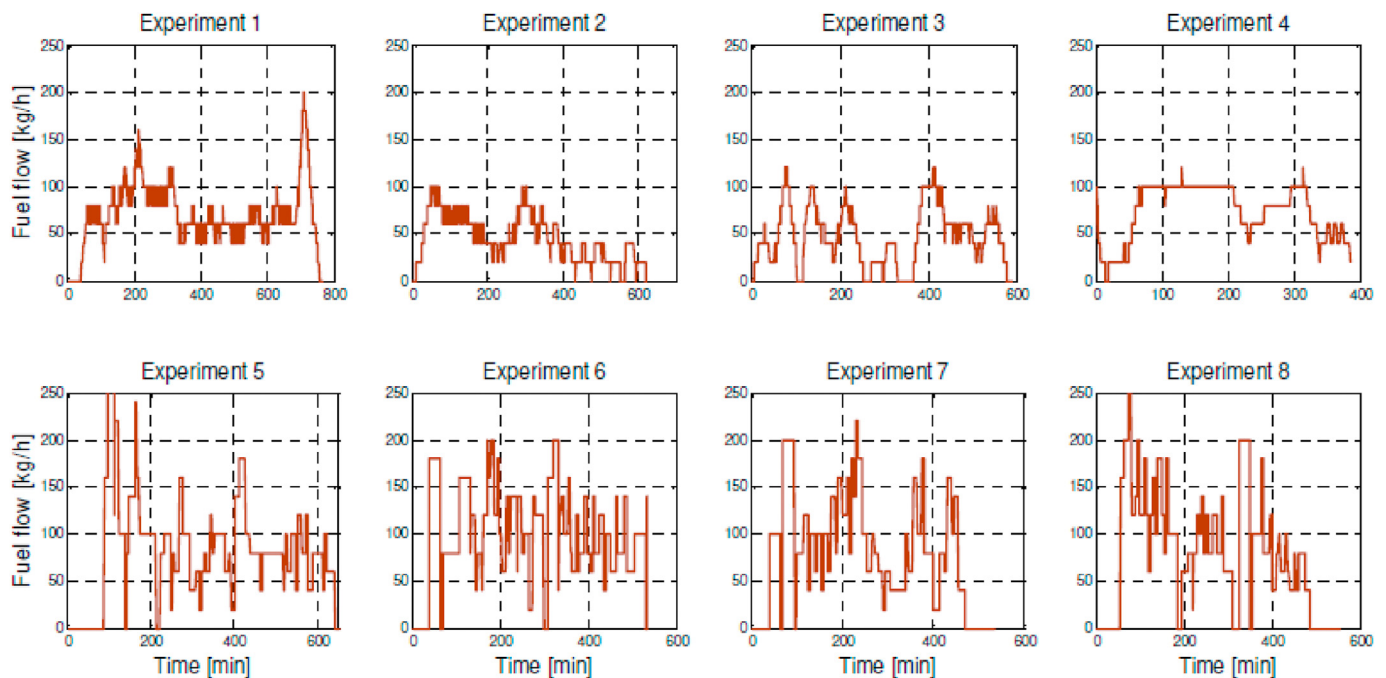 Experiment 1 Experiment 2 Experiment 3 Experiment 4
Fuel flow [kg/h]
250 250 250 250
200 200 200 200
150 150 150 150
100 100 100 100
50 50 50 50
0 0 0 0
0 200 400 600 800 0 200 400 600 0 200 400 600 0 100 200 300 400
Experiment 5 Experiment 6 Experiment 7 Experiment 8
Fuel flow [kg/h]
250 250 250 250
200 200 200 200
150 150 150 150
100 100 100 100
50 50 50 50
0 0 0 0
0 200 400 600 0 200 400 600 0 200 400 600 0 200 400 600
Time [min] Time [min] Time [min] Time [min]